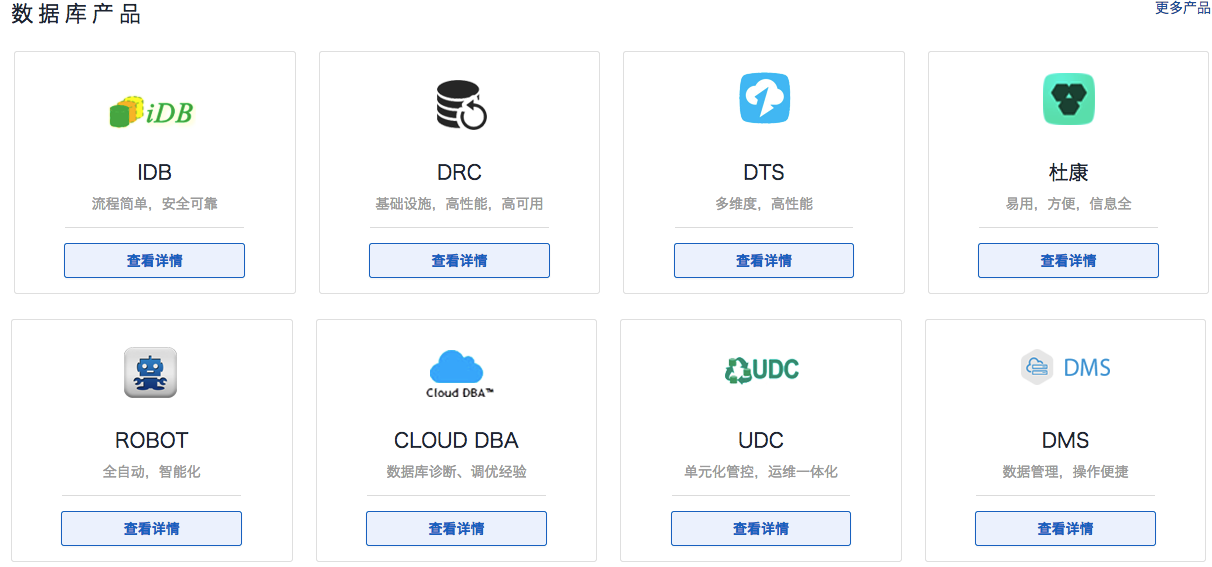 数据库产品
更多产品
iDB
IDB
流程简单，安全可靠
查看详情
DRC
基础设施，高性能，高可用
查看详情
DTS
多维度，高性能
查看详情
杜康
易用，方便，信息全
查看详情
ROBOT
全自动，智能化
查看详情
Cloud DBA™
CLOUD DBA
数据库诊断、调优经验
查看详情
UDC
UDC
单元化管控，运维一体化
查看详情
DMS
DMS
数据管理，操作便捷
查看详情